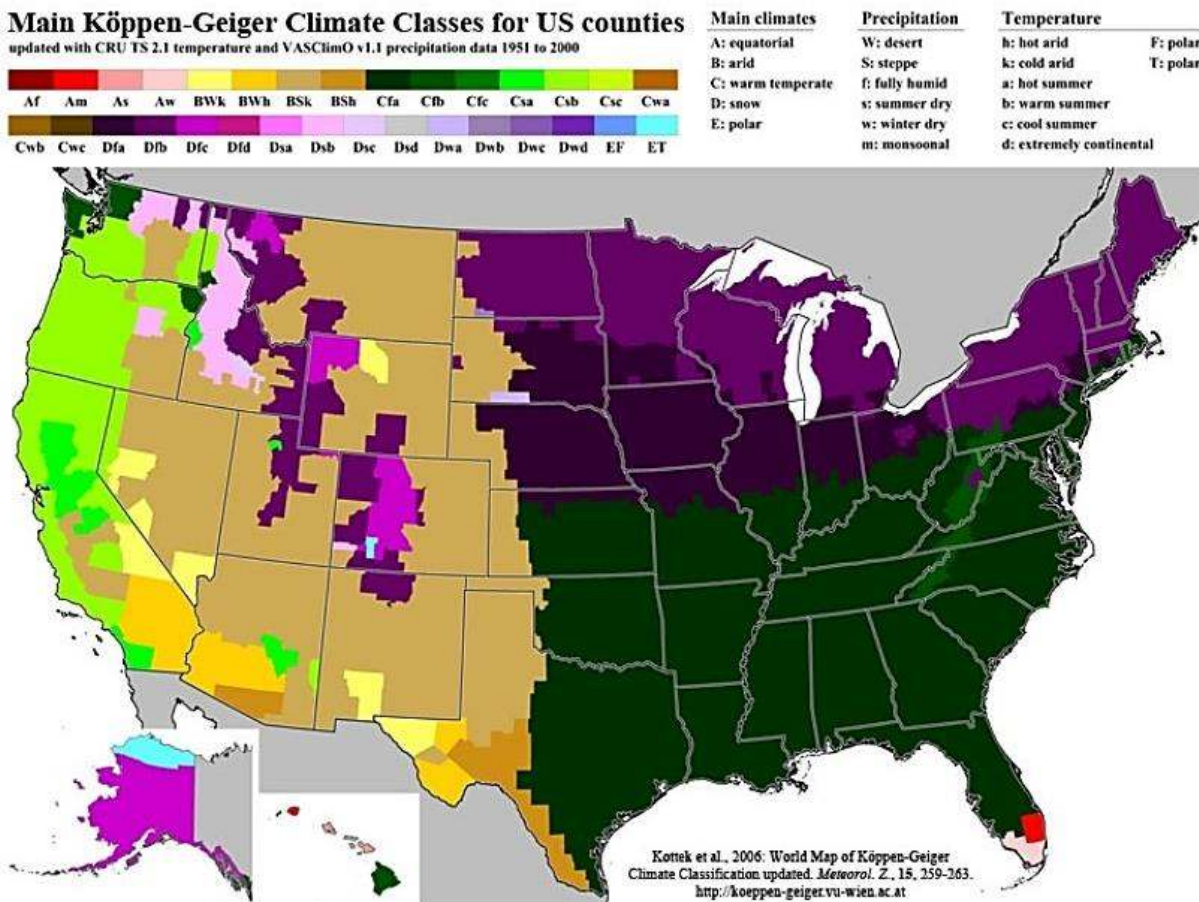 Main Köppen-Geiger Climate Classes for US counties
updated with CRU TS 2.1 temperature and VASClimO v1.1 precipitation data 1951 to 2000
Af Am As Aw BWk BWh BSk BSh Cfa Cfb Cfc Csa Csb Csc Cwa
Cwb Cwc Dfa Dfb Dfc Dfd Dsa Dsb Dsc Dsd Dwa Dwb Dwc Dwd EF ET
Main climates
A: equatorial
B: arid
C: warm temperate
D: snow
E: polar
Precipitation
W: desert
S: steppe
f: fully humid
s: summer dry
w: winter dry
m: monsoonal
Temperature
h: hot arid
k: cold arid
a: hot summer
b: warm summer
c: cool summer
d: extremely continental
F: polar
T: polar
Kottek et al., 2006: World Map of Köppen-Geiger
Climate Classification updated. Meteorol. Z., 15, 259-263.
http://koeppen-geiger.vu-wien.ac.at